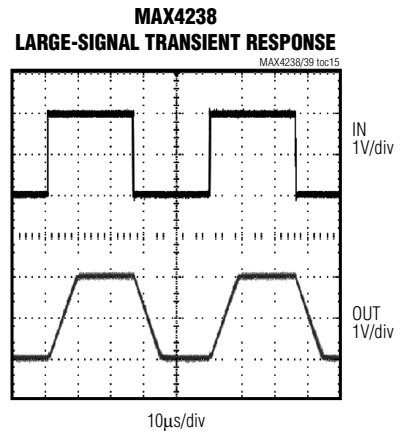 MAX4238
LARGE-SIGNAL TRANSIENT RESPONSE
MAX4238/39 toc15
IN
1V/div
OUT
1V/div
10µs/div